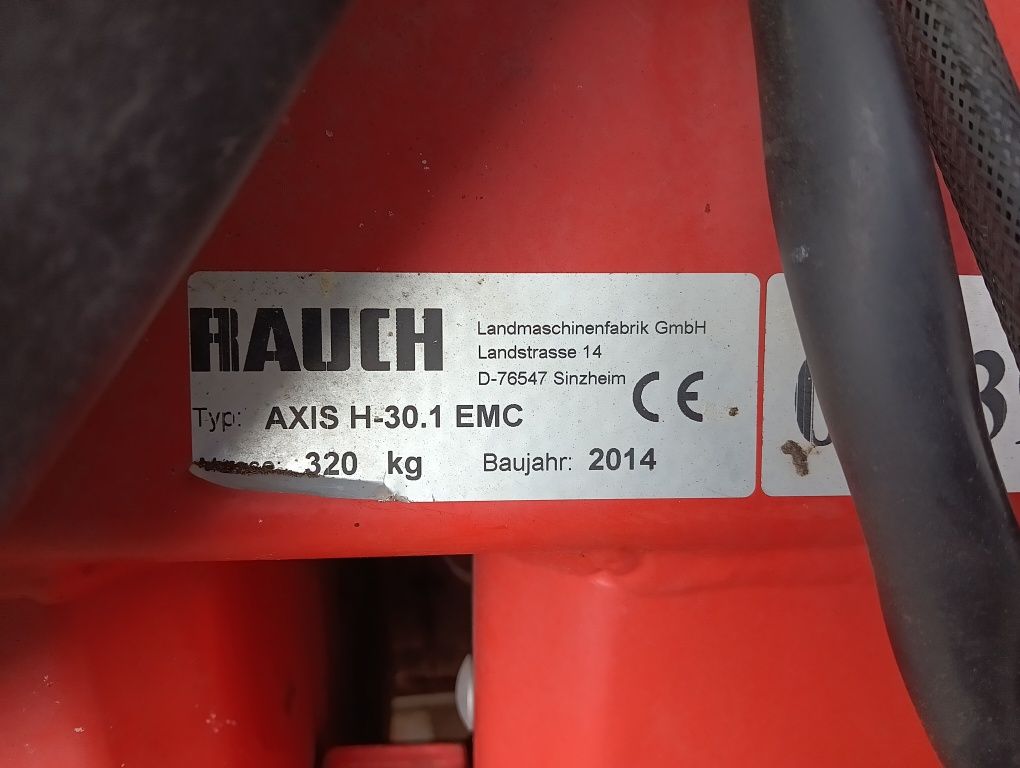 RAUCH
Landmaschinenfabrik GmbH
Landstrasse 14
D-76547 Sinzheim
CE
Typ: AXIS H-30.1 EMC
320 kg Baujahr: 2014